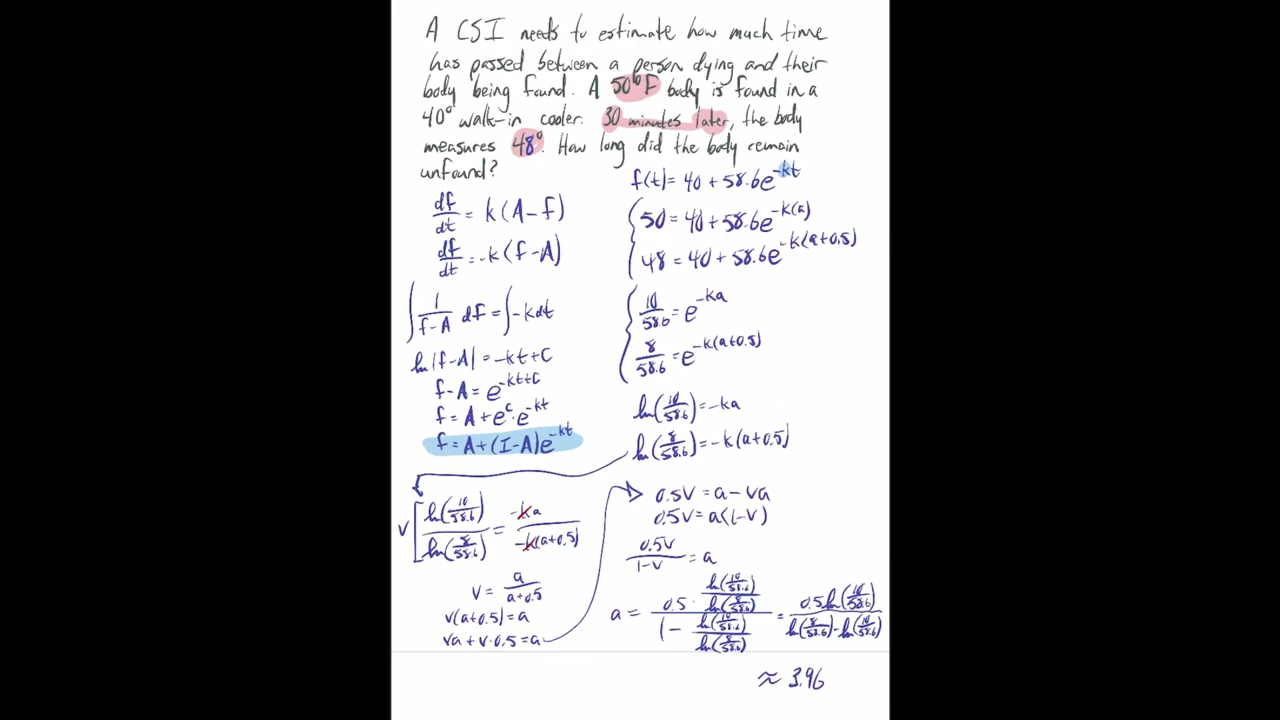 A CSI needs to estimate how much time
has passed between a person dying and their
body being found. A 50°F body is found in a
40° walk-in cooler. 30 minutes later, the body
measures 48°. How long did the body remain
unfound?
df/dt = k(A-f)
df/dt = -k(f-A)
∫ 1/(f-A) df = ∫ -k dt
ln|f-A| = -kt+C
f-A = e^(-kt+C)
f = A+e^C · e^(-kt)
f = A+(I-A)e^(-kt)
f(t) = 40 + 58.6e^(-kt)
50 = 40 + 58.6e^(-k(a))
48 = 40 + 58.6e^(-k(a+0.5))
10/58.6 = e^(-ka)
8/58.6 = e^(-k(a+0.5))
ln(10/58.6) = -ka
ln(8/58.6) = -k(a+0.5)
V [ ln(10/58.6) / ln(8/58.6) = -ka / -k(a+0.5)
V = a/(a+0.5)
V(a+0.5) = a
Va + V·0.5 = a
0.5V = a - Va
0.5V = a(1-V)
0.5V/(1-V) = a
a = (0.5 · ln(10/58.6)/ln(8/58.6)) / (1 - ln(10/58.6)/ln(8/58.6)) = 0.5ln(10/58.6) / (ln(8/58.6) - ln(10/58.6))
≈ 3.96